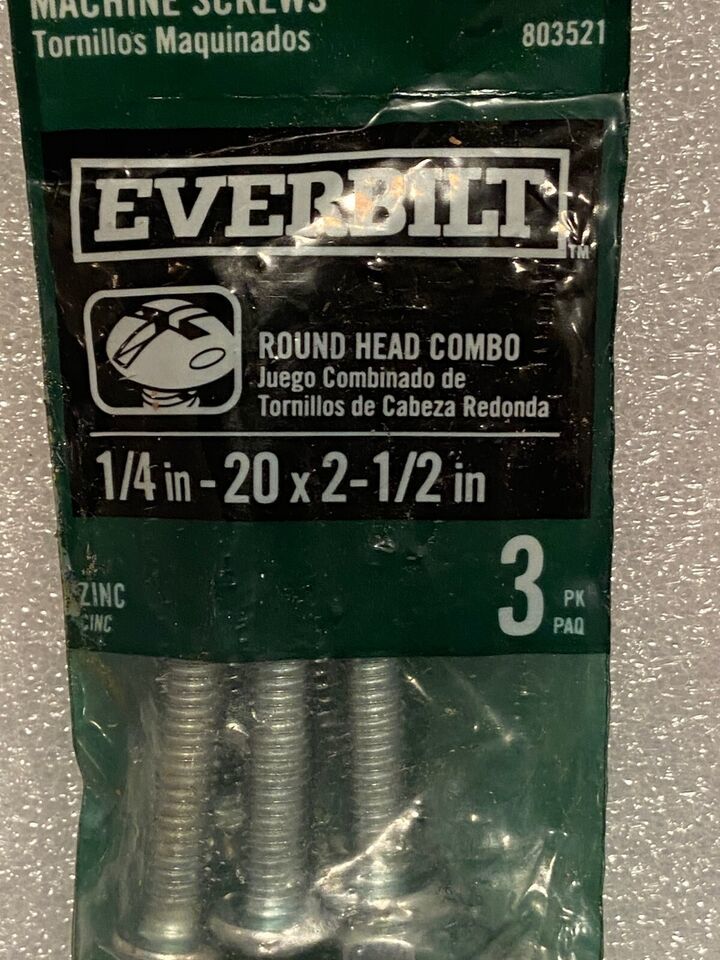 MACHINE SCREWS
Tornillos Maquinados 803521
EVERBILT
TM
ROUND HEAD COMBO
Juego Combinado de
Tornillos de Cabeza Redonda
1/4 in - 20 x 2-1/2 in
ZINC
CINC
3 PK
PAQ